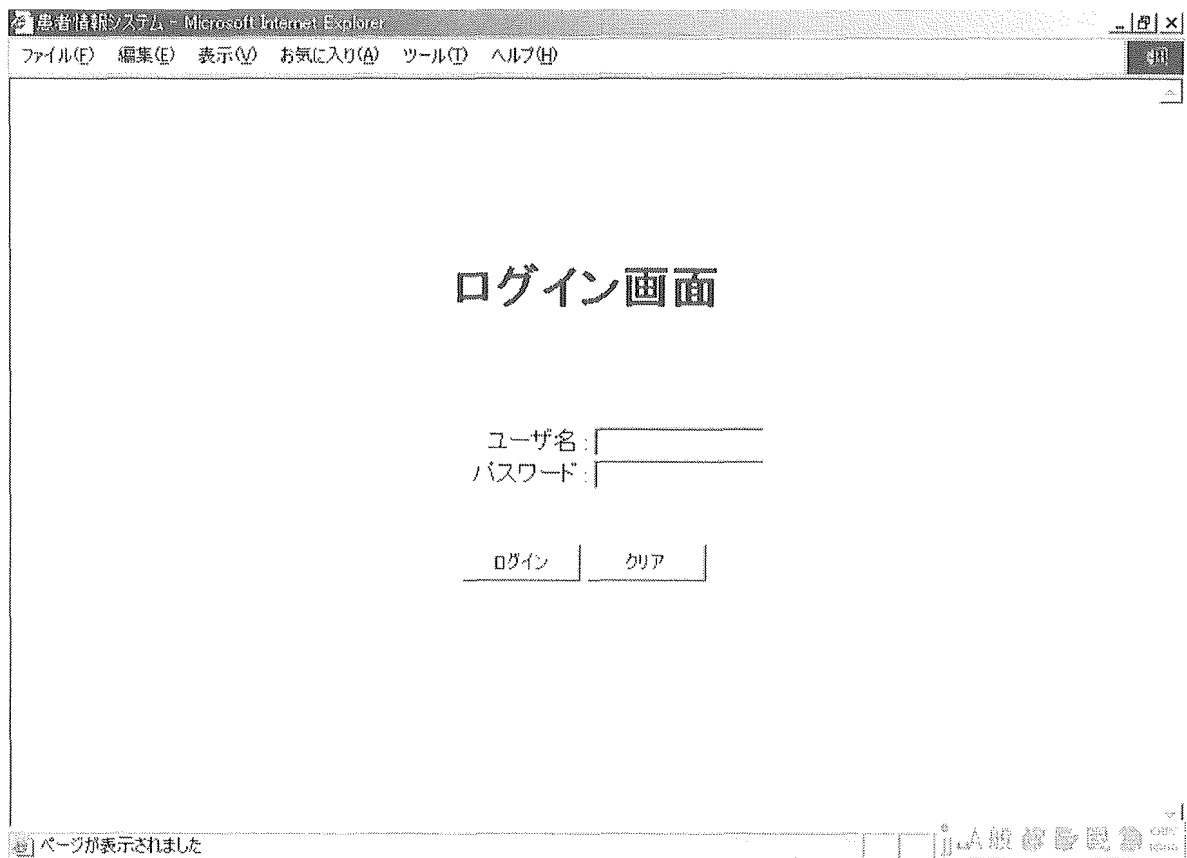 患者情報システム - Microsoft Internet Explorer
ファイル(F) 編集(E) 表示(V) お気に入り(A) ツール(T) ヘルプ(H)
ログイン画面
ユーザ名 :
パスワード :
ログイン クリア
ページが表示されました
A般